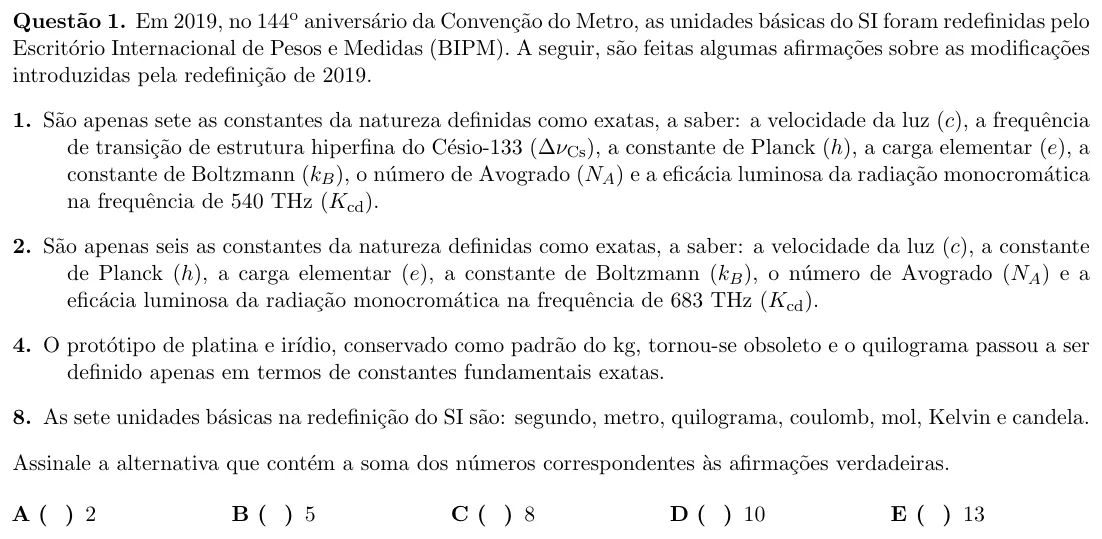 Questão 1. Em 2019, no 144º aniversário da Convenção do Metro, as unidades básicas do SI foram redefinidas pelo
Escritório Internacional de Pesos e Medidas (BIPM). A seguir, são feitas algumas afirmações sobre as modificações
introduzidas pela redefinição de 2019.
1. São apenas sete as constantes da natureza definidas como exatas, a saber: a velocidade da luz (c), a frequência
de transição de estrutura hiperfina do Césio-133 (Δν_Cs), a constante de Planck (h), a carga elementar (e), a
constante de Boltzmann (k_B), o número de Avogrado (N_A) e a eficácia luminosa da radiação monocromática
na frequência de 540 THz (K_cd).
2. São apenas seis as constantes da natureza definidas como exatas, a saber: a velocidade da luz (c), a constante
de Planck (h), a carga elementar (e), a constante de Boltzmann (k_B), o número de Avogrado (N_A) e a
eficácia luminosa da radiação monocromática na frequência de 683 THz (K_cd).
4. O protótipo de platina e irídio, conservado como padrão do kg, tornou-se obsoleto e o quilograma passou a ser
definido apenas em termos de constantes fundamentais exatas.
8. As sete unidades básicas na redefinição do SI são: segundo, metro, quilograma, coulomb, mol, Kelvin e candela.
Assinale a alternativa que contém a soma dos números correspondentes às afirmações verdadeiras.
A ( ) 2 B ( ) 5 C ( ) 8 D ( ) 10 E ( ) 13